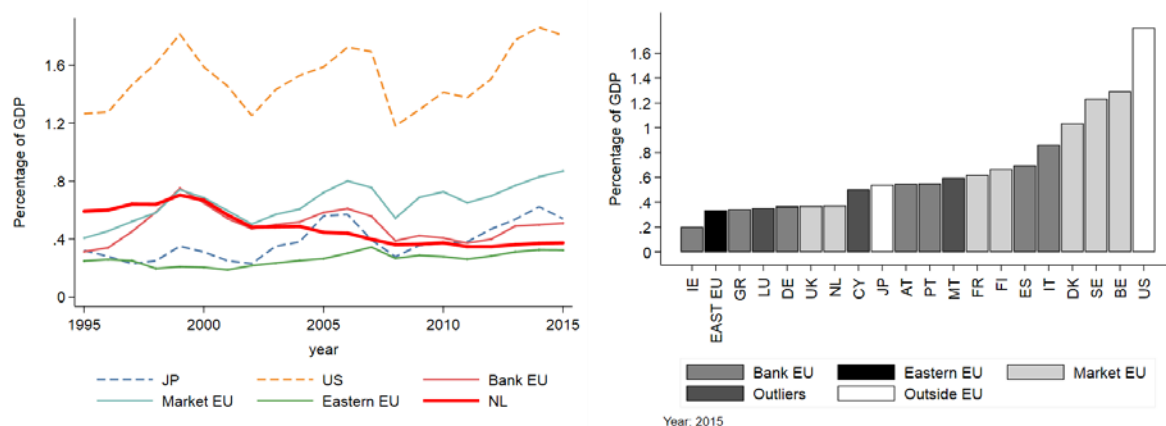 Percentage of GDP
1.6
1.2
.8
.4
0
1995
2000
2005
2010
2015
year
JP
US
Bank EU
Market EU
Eastern EU
NL
Percentage of GDP
1.8
1.6
1.4
1.2
1
.8
.6
.4
.2
0
IE
EAST EU
GR
LU
DE
UK
NL
CY
JP
AT
PT
MT
FR
FI
ES
IT
DK
SE
BE
US
Bank EU
Eastern EU
Market EU
Outliers
Outside EU
Year: 2015